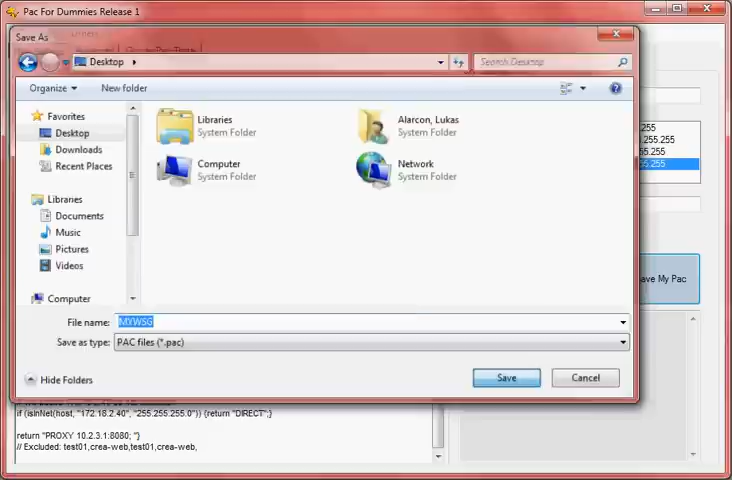 Pac For Dummies Release 1
Save As
Desktop
Search Desktop
Organize
New folder
Favorites
Desktop
Downloads
Recent Places
Libraries
Documents
Music
Pictures
Videos
Computer
Libraries
System Folder
Alarcon, Lukas
System Folder
Computer
System Folder
Network
System Folder
.255
.255.255
55.255
255.255
ave My Pac
File name:
MYWSG
Save as type:
PAC files (*.pac)
Hide Folders
Save
Cancel
if (isInNet(host, "172.18.2.40", "255.255.255.0")) {return "DIRECT";}
return "PROXY 10.2.3.1:8080; "}
// Excluded: test01,crea-web,test01,crea-web,